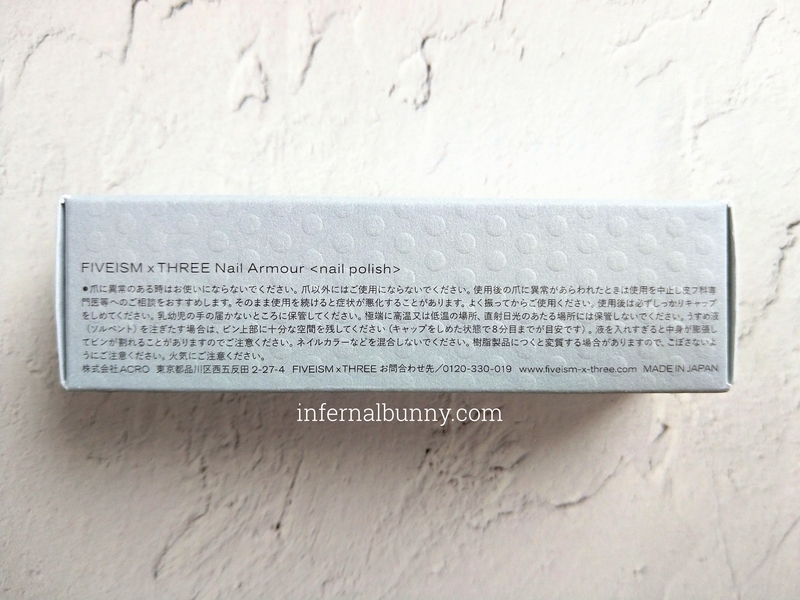 FIVEISM x THREE Nail Armour <nail polish>
●爪に異常のある時はお使いにならないでください。爪以外にはご使用にならないでください。使用後の爪に異常があらわれたときは使用を中止し皮フ科専
門医等へのご相談をおすすめします。そのまま使用を続けると症状が悪化することがあります。よく振ってからご使用ください。使用後は必ずしっかりキャップ
をしめてください。乳幼児の手の届かないところに保管してください。極端に高温又は低温の場所、直射日光のあたる場所には保管しないでください。うすめ液
(ソルベント)を注ぎたす場合は、ビン上部に十分な空間を残してください(キャップをしめた状態で8分目までが目安です)。液を入れすぎると中身が膨張し
てビンが割れることがありますのでご注意ください。ネイルカラーなどを混合しないでください。樹脂製品につくと変質する場合がありますので、こぼさないよ
うにご注意ください。火気にご注意ください。
株式会社ACRO 東京都品川区西五反田2-27-4 FIVEISM x THREE お問合わせ先/0120-330-019 www.fiveism-x-three.com MADE IN JAPAN
infernalbunny.com